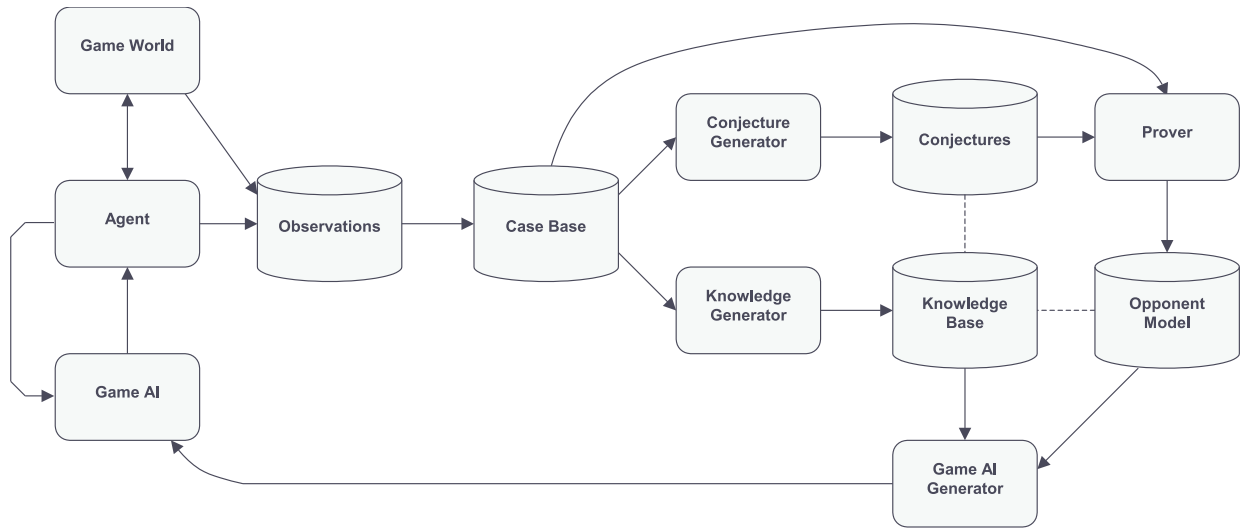 Game World
Conjecture
Generator
Conjectures
Prover
Agent
Observations
Case Base
Knowledge
Generator
Knowledge
Base
Opponent
Model
Game AI
Game AI
Generator